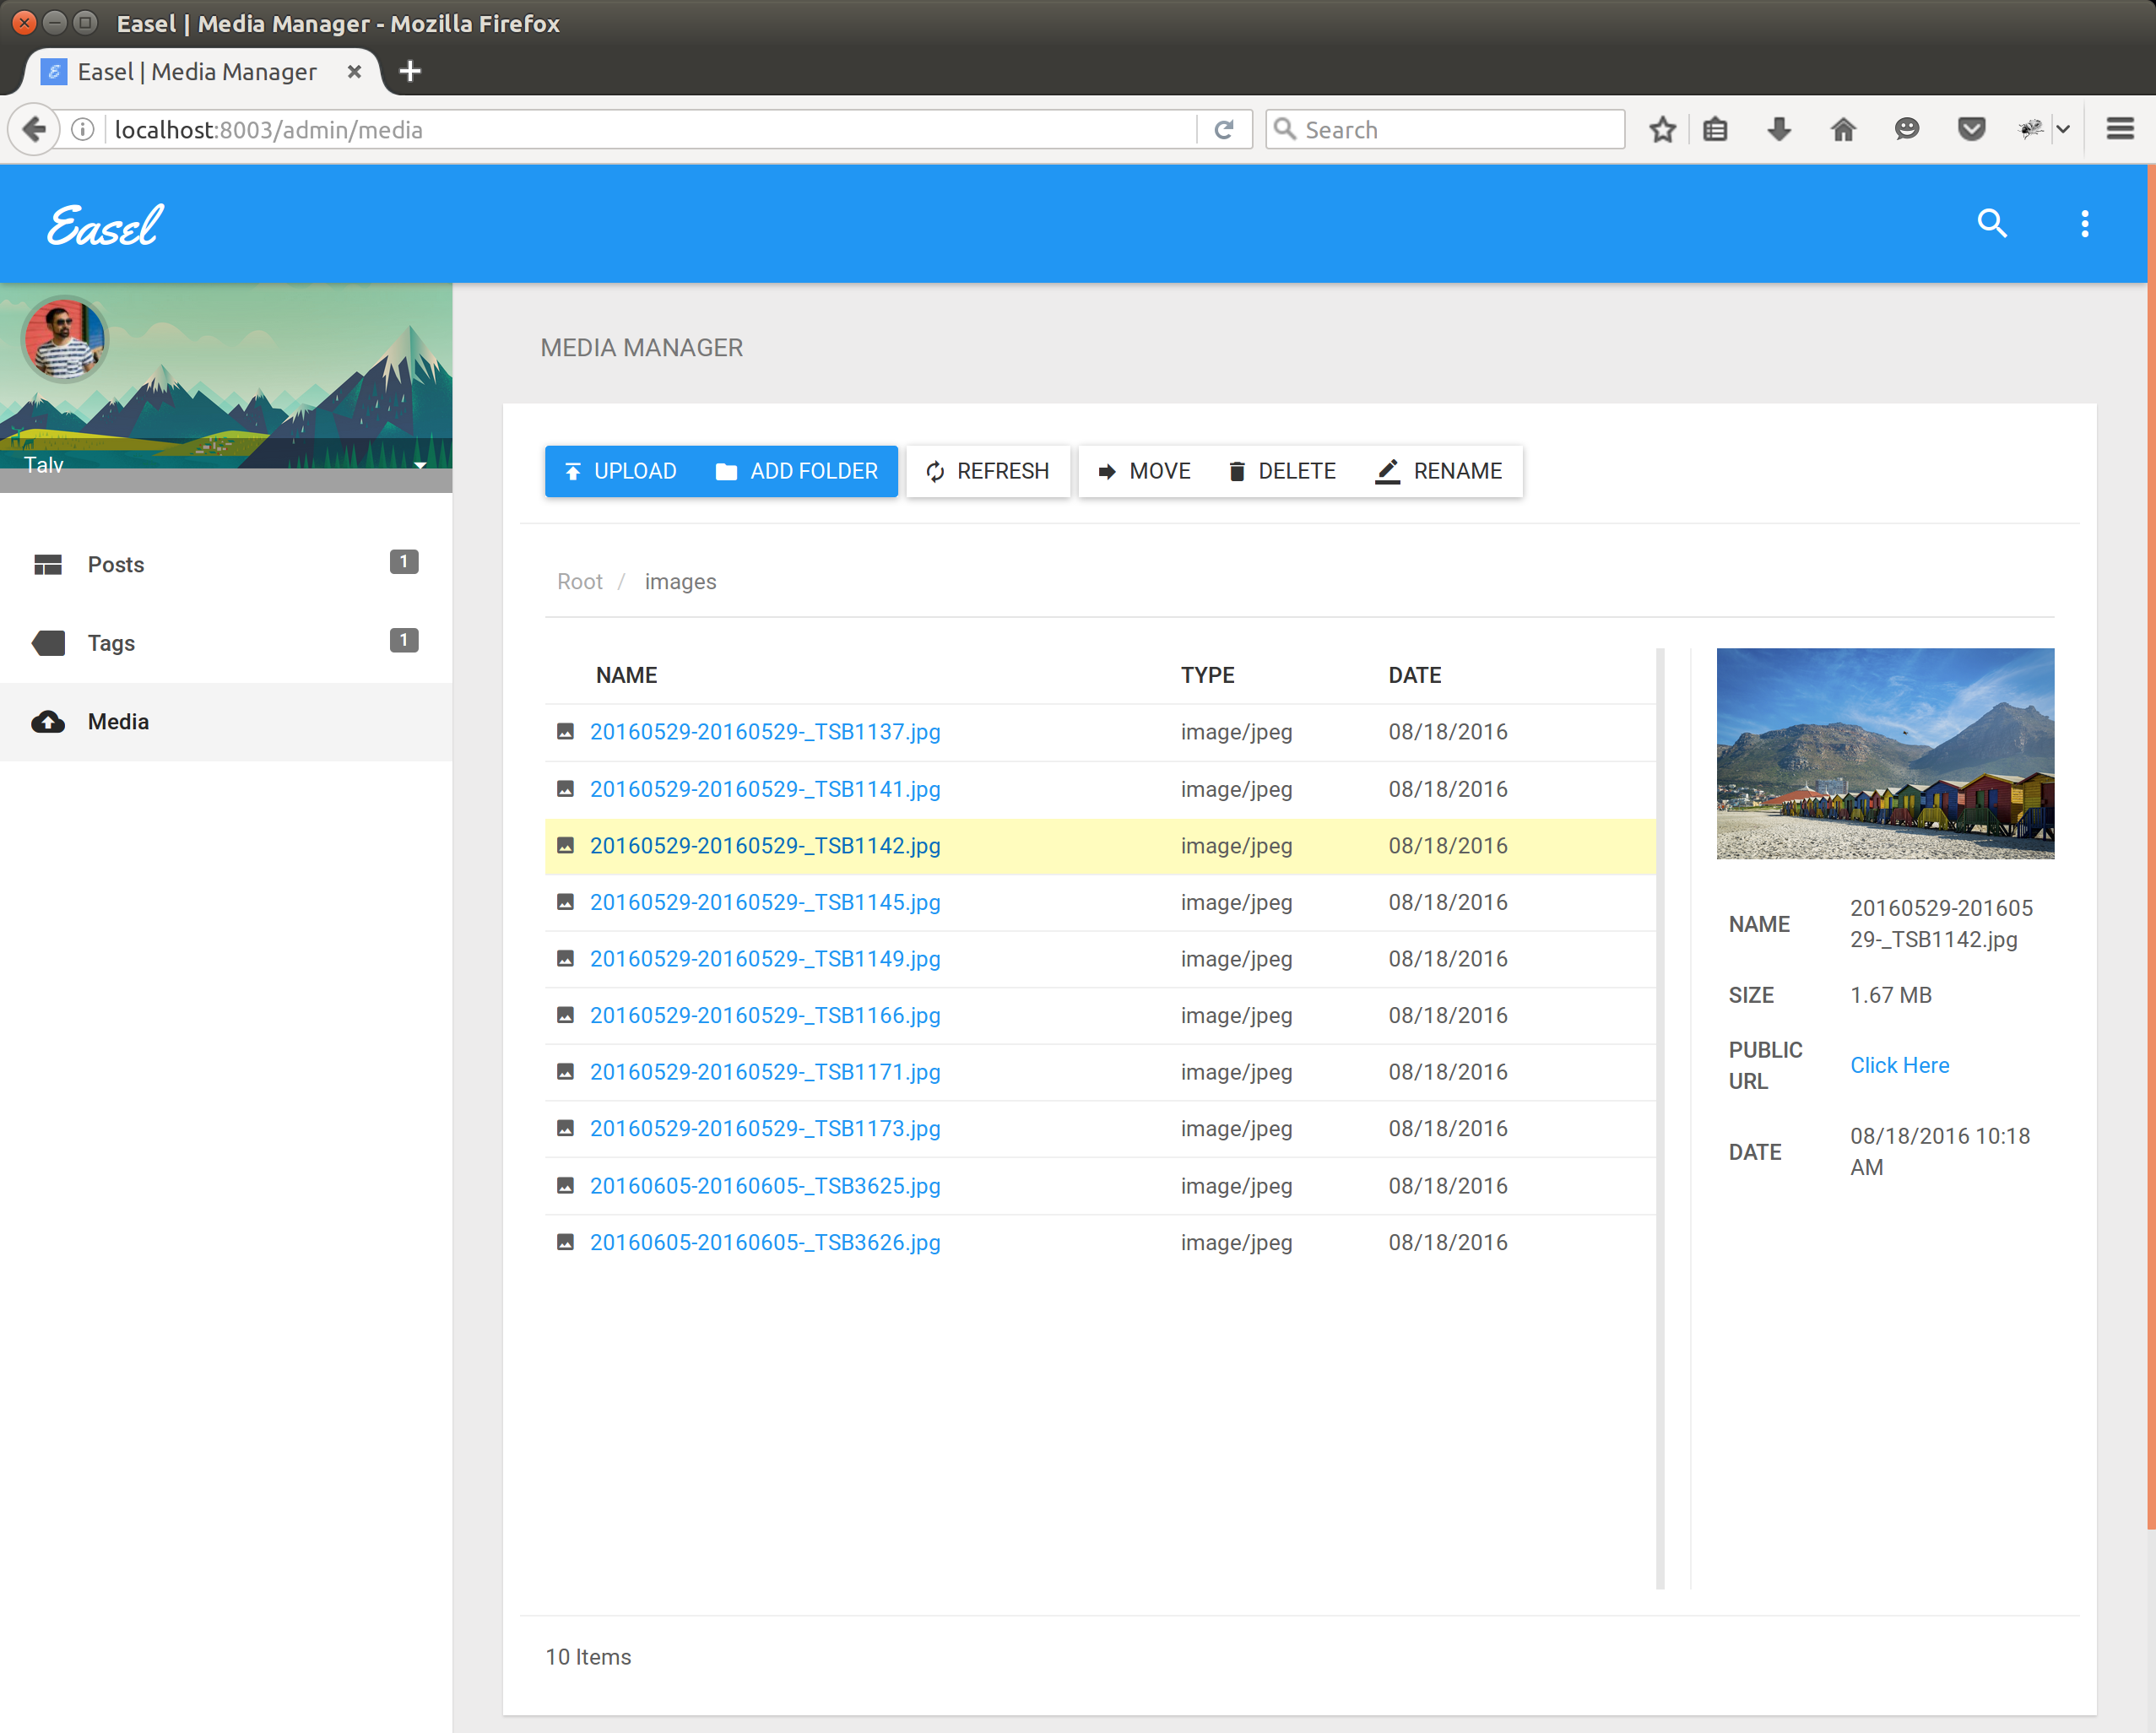 Easel | Media Manager - Mozilla Firefox
Easel | Media Manager
localhost:8003/admin/media
Search
Easel
Talv
Posts 1
Tags 1
Media
MEDIA MANAGER
UPLOAD ADD FOLDER REFRESH MOVE DELETE RENAME
Root / images
NAME TYPE DATE
20160529-20160529-_TSB1137.jpg image/jpeg 08/18/2016
20160529-20160529-_TSB1141.jpg image/jpeg 08/18/2016
20160529-20160529-_TSB1142.jpg image/jpeg 08/18/2016
20160529-20160529-_TSB1145.jpg image/jpeg 08/18/2016
20160529-20160529-_TSB1149.jpg image/jpeg 08/18/2016
20160529-20160529-_TSB1166.jpg image/jpeg 08/18/2016
20160529-20160529-_TSB1171.jpg image/jpeg 08/18/2016
20160529-20160529-_TSB1173.jpg image/jpeg 08/18/2016
20160605-20160605-_TSB3625.jpg image/jpeg 08/18/2016
20160605-20160605-_TSB3626.jpg image/jpeg 08/18/2016
NAME
20160529-201605
29-_TSB1142.jpg
SIZE 1.67 MB
PUBLIC
URL
Click Here
DATE
08/18/2016 10:18
AM
10 Items